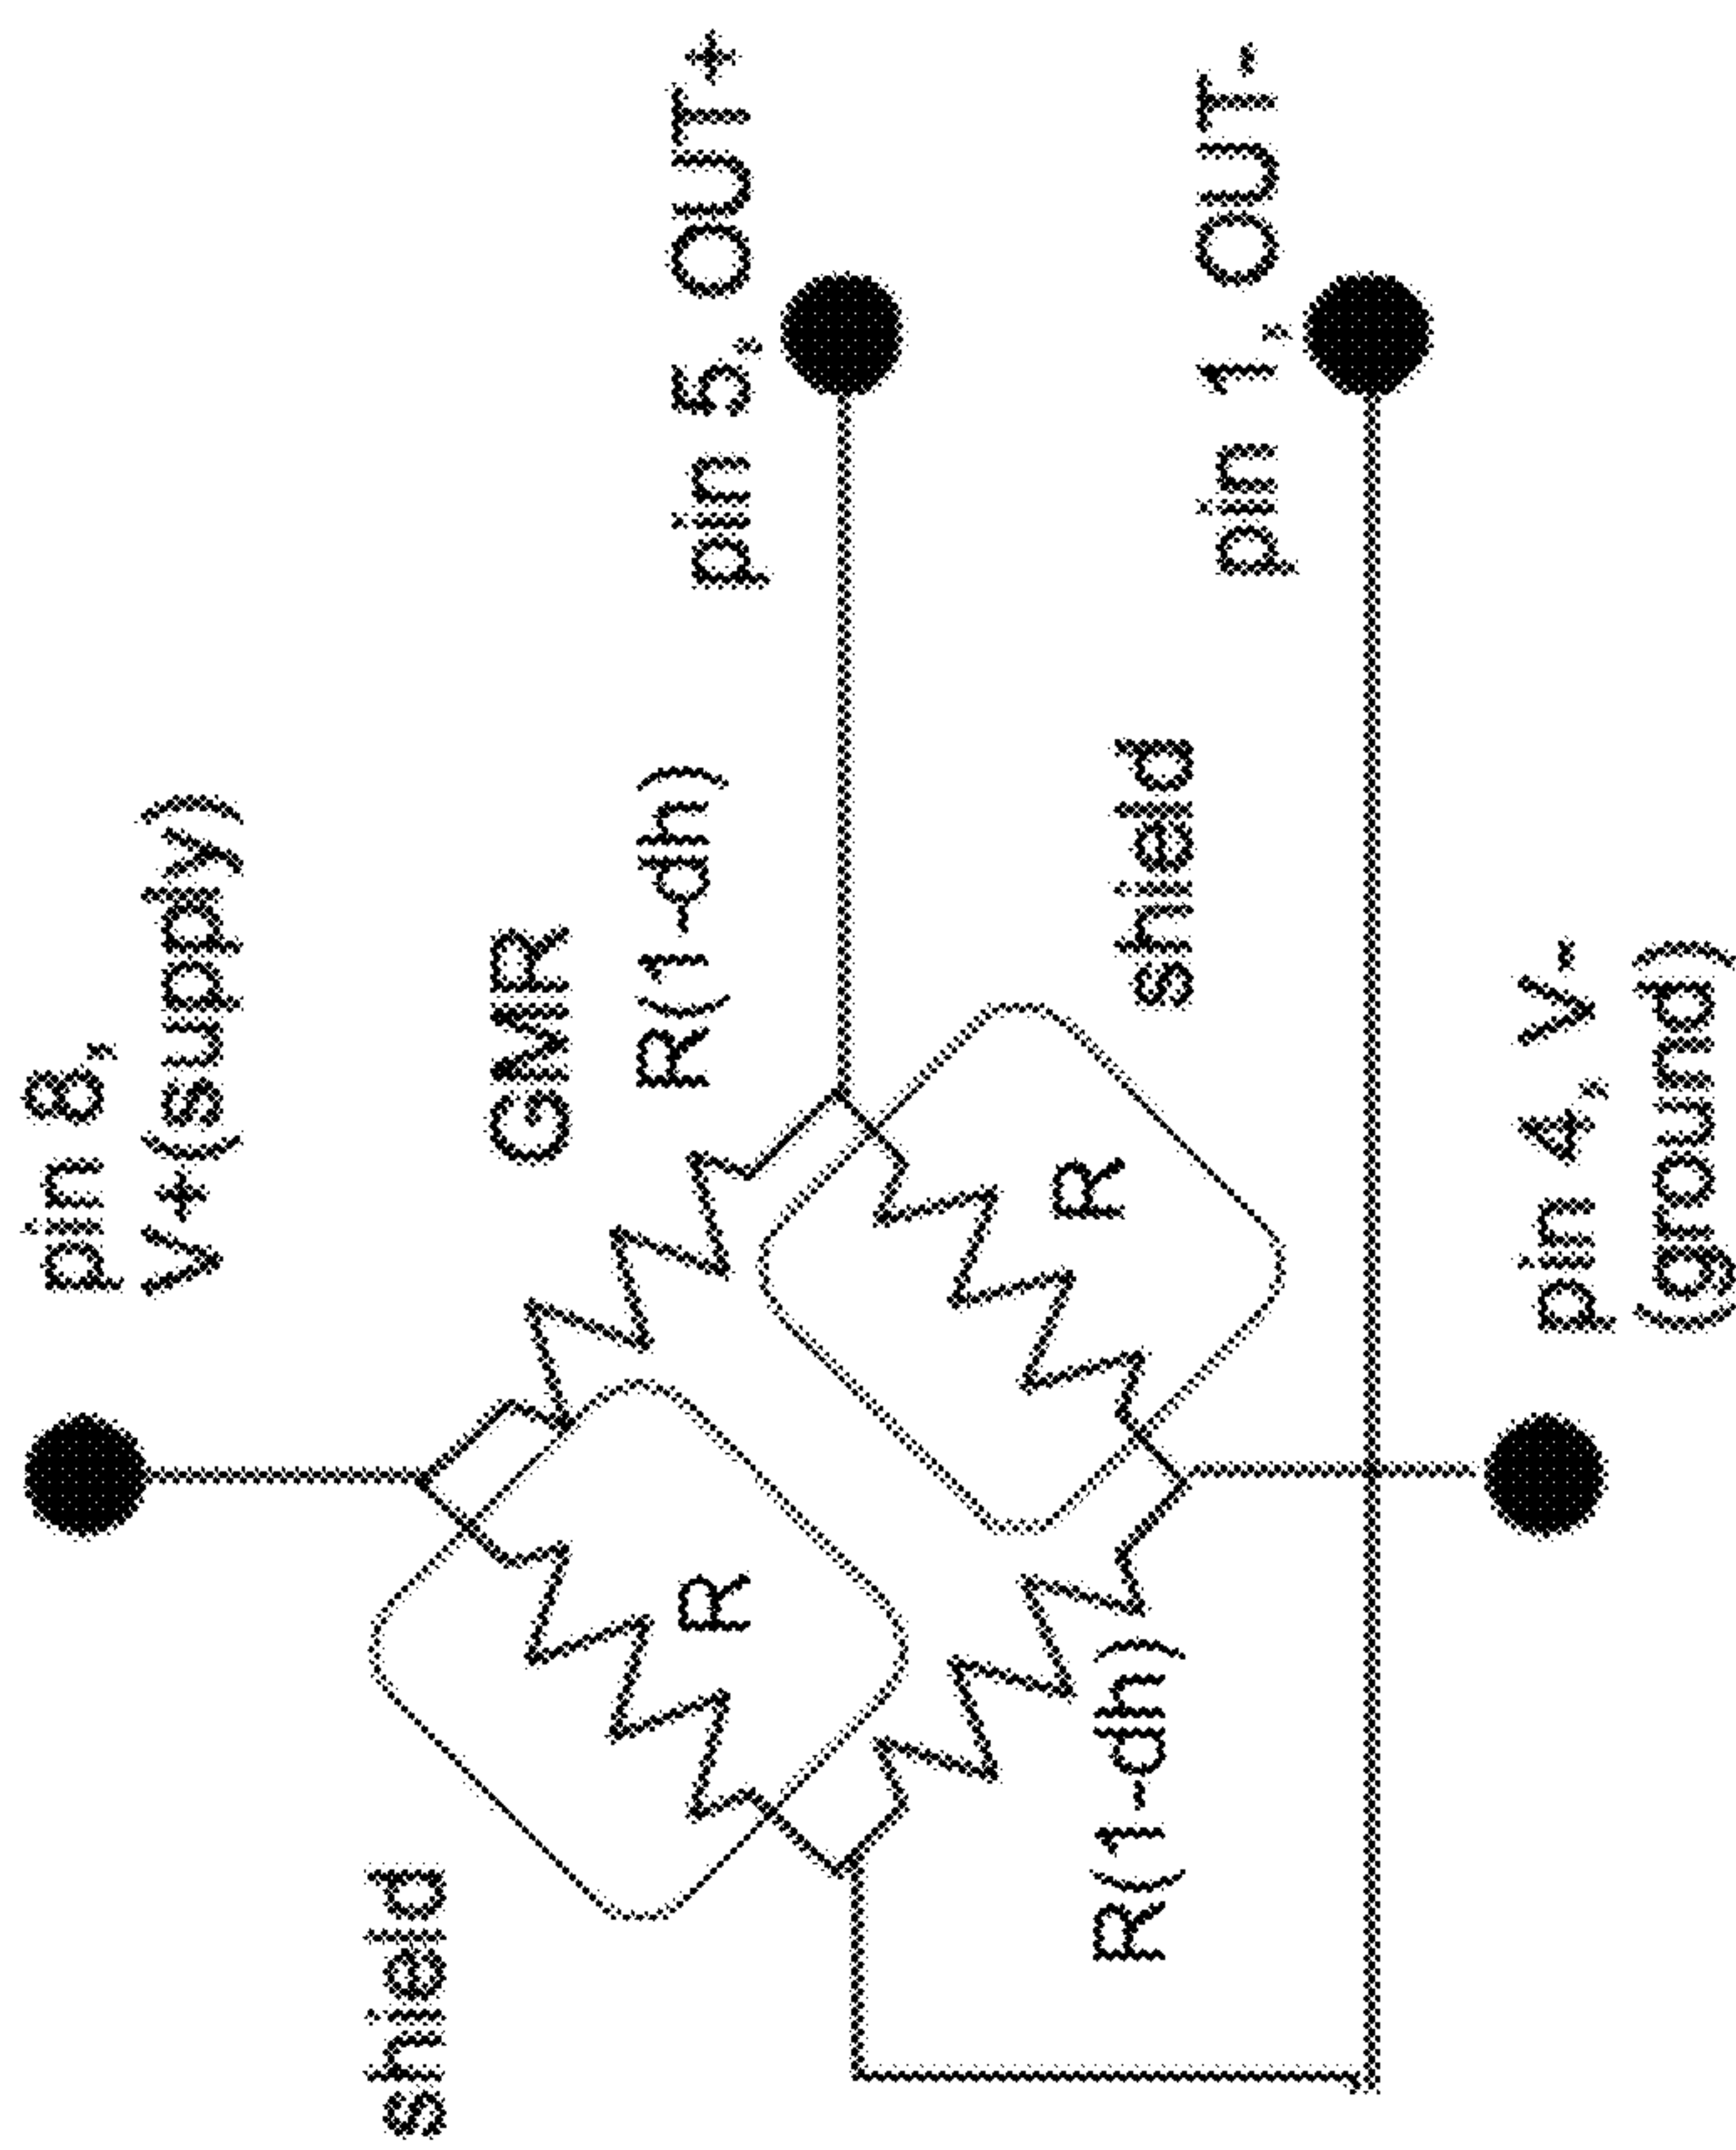 pin 8,
V+(supply)
GMR
shield
R(1-dh)
pin 5, OUT+
R
R
shield
R(1-dh)
pin 1, OUT-
pin 4, V-
(ground)